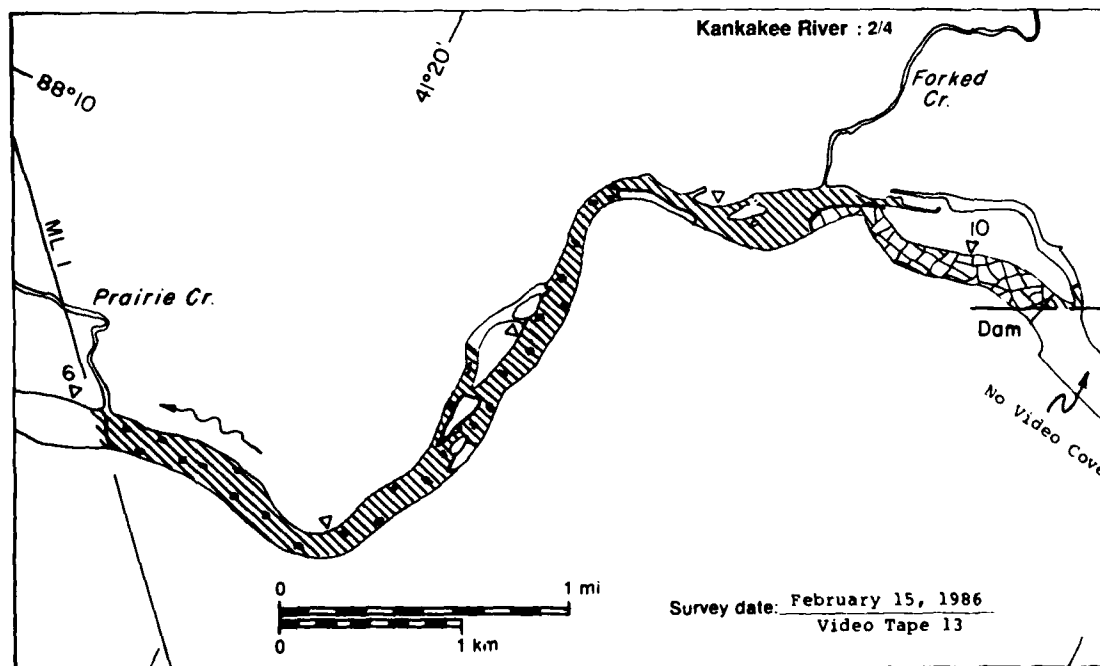 Kankakee River : 2/4
88°10
41°20'
Forked
Cr.
ML 1
Prairie Cr.
10
6
Dam
No Video Cove
0 1 mi
0 1 km
Survey date: February 15, 1986
Video Tape 13